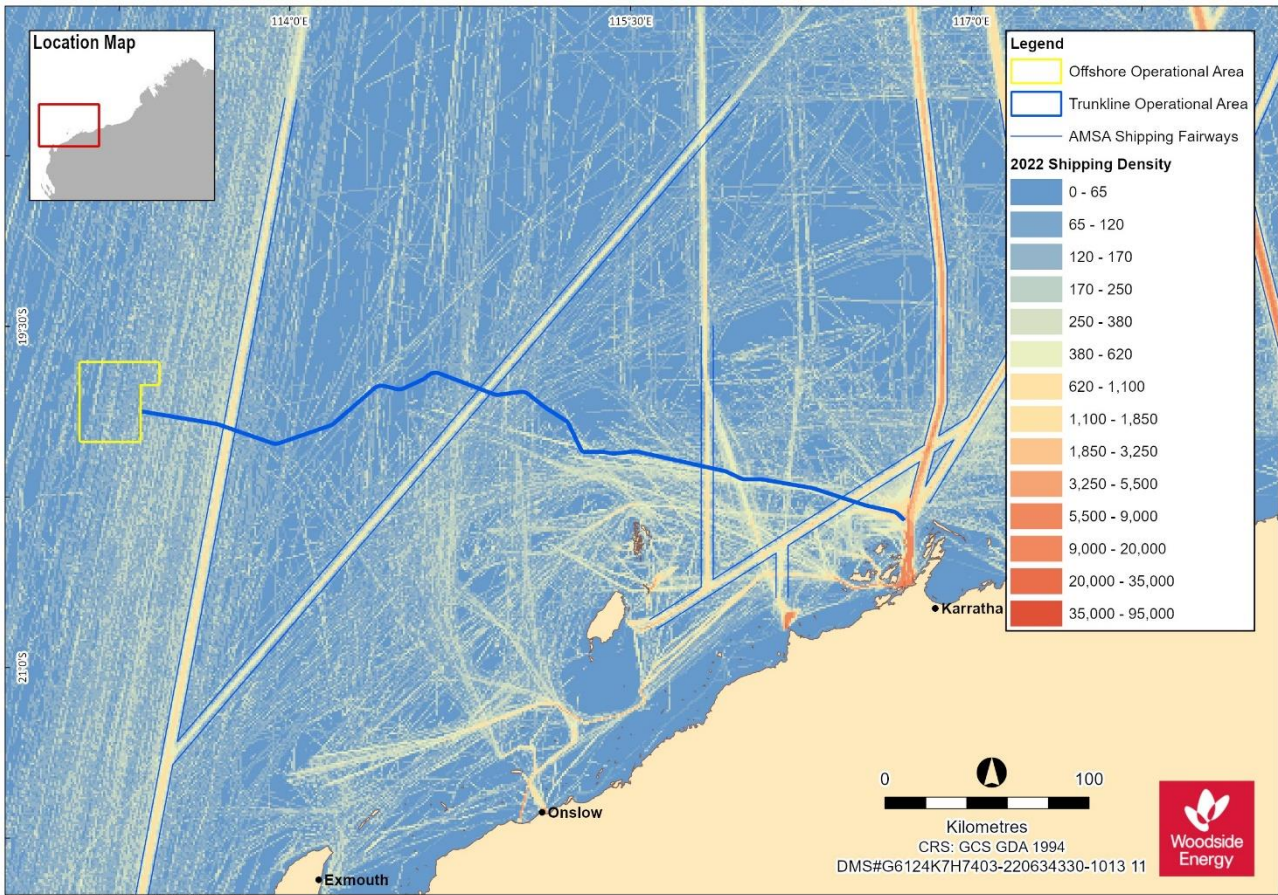 114°0'E
115°30'E
117°0'E
Location Map
19°30'S
21°0'S
Legend
Offshore Operational Area
Trunkline Operational Area
AMSA Shipping Fairways
2022 Shipping Density
0 - 65
65 - 120
120 - 170
170 - 250
250 - 380
380 - 620
620 - 1,100
1,100 - 1,850
1,850 - 3,250
3,250 - 5,500
5,500 - 9,000
9,000 - 20,000
20,000 - 35,000
35,000 - 95,000
Karratha
Onslow
Exmouth
0 100
Kilometres
CRS: GCS GDA 1994
DMS#G6124K7H7403-220634330-1013 11
Woodside
Energy